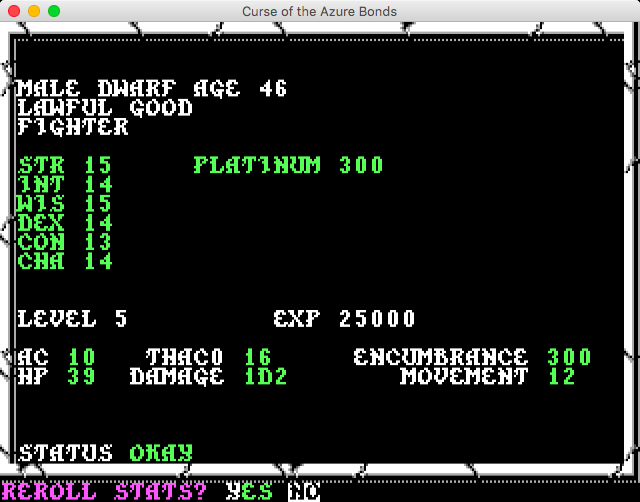 Curse of the Azure Bonds
MALE DWARF AGE 46
LAWFUL GOOD
FIGHTER
STR 15 PLATINUM 300
INT 14
WIS 15
DEX 14
CON 13
CHA 14
LEVEL 5 EXP 25000
AC 10 THAC0 16 ENCUMBRANCE 300
HP 39 DAMAGE 1D2 MOVEMENT 12
STATUS OKAY
REROLL STATS? YES NO